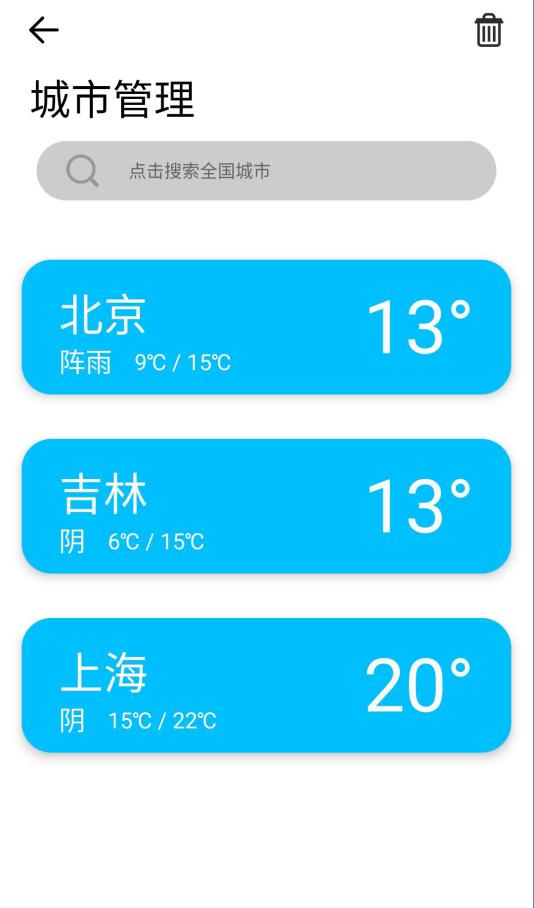 城市管理
点击搜索全国城市
北京
13°
阵雨 9℃ / 15℃
吉林
13°
阴 6℃ / 15℃
上海
20°
阴 15℃ / 22℃